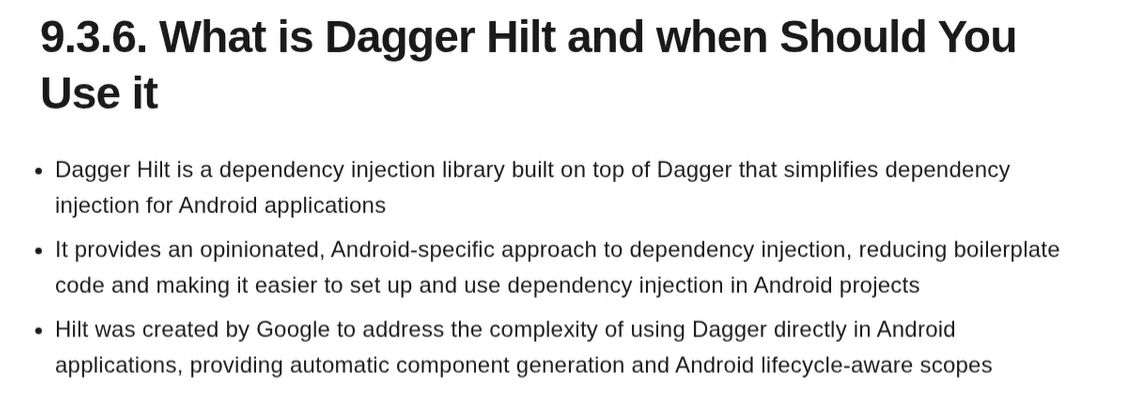 9.3.6. What is Dagger Hilt and when Should You
Use it
• Dagger Hilt is a dependency injection library built on top of Dagger that simplifies dependency
injection for Android applications
• It provides an opinionated, Android-specific approach to dependency injection, reducing boilerplate
code and making it easier to set up and use dependency injection in Android projects
• Hilt was created by Google to address the complexity of using Dagger directly in Android
applications, providing automatic component generation and Android lifecycle-aware scopes